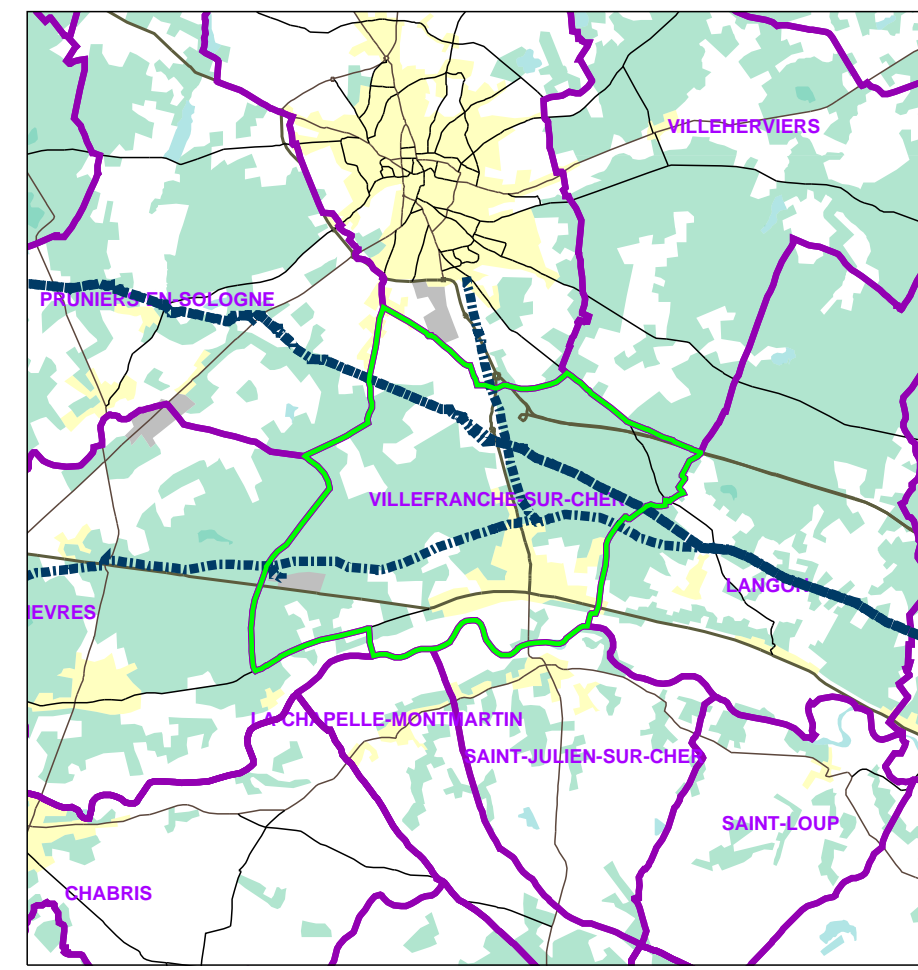 VILLEHERVIERS
PRUNIERS-EN-SOLOGNE
VILLEFRANCHE-SUR-CHER
LANGON
IEVRES
LA-CHAPELLE-MONTMARTIN
SAINT-JULIEN-SUR-CHER
SAINT-LOUP
CHABRIS